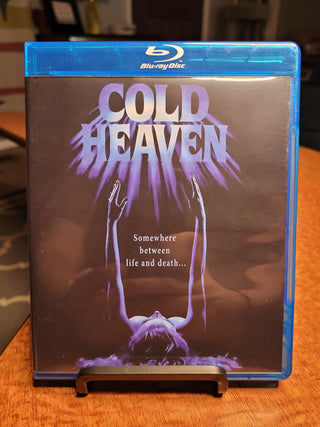 Blu-ray Disc
COLD
HEAVEN
Somewhere
between
life and death...